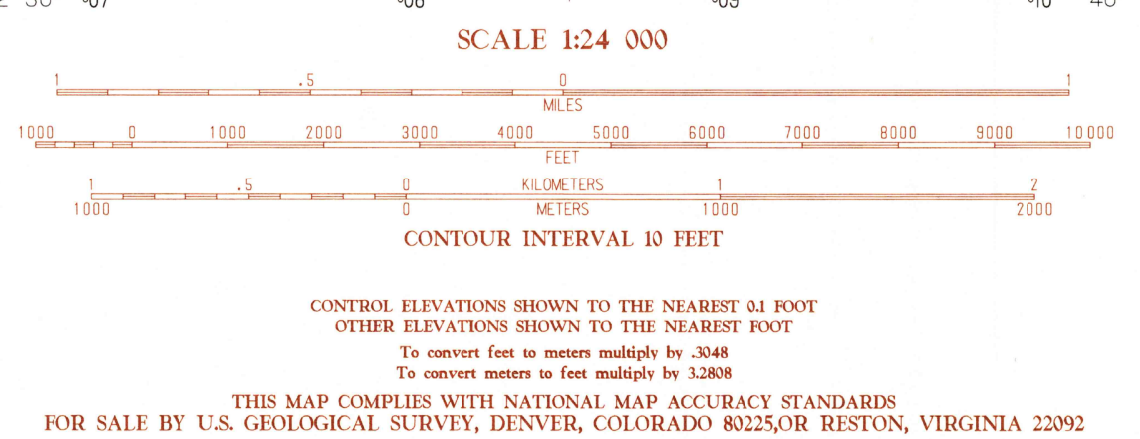 07 08 09 10
SCALE 1:24 000
1 .5 0 1
MILES
1000 0 1000 2000 3000 4000 5000 6000 7000 8000 9000 10 000
FEET
1 .5 0 KILOMETERS 1 2
1000 0 METERS 1000 2000
CONTOUR INTERVAL 10 FEET
CONTROL ELEVATIONS SHOWN TO THE NEAREST 0.1 FOOT
OTHER ELEVATIONS SHOWN TO THE NEAREST FOOT
To convert feet to meters multiply by .3048
To convert meters to feet multiply by 3.2808
THIS MAP COMPLIES WITH NATIONAL MAP ACCURACY STANDARDS
FOR SALE BY U.S. GEOLOGICAL SURVEY, DENVER, COLORADO 80225,OR RESTON, VIRGINIA 22092